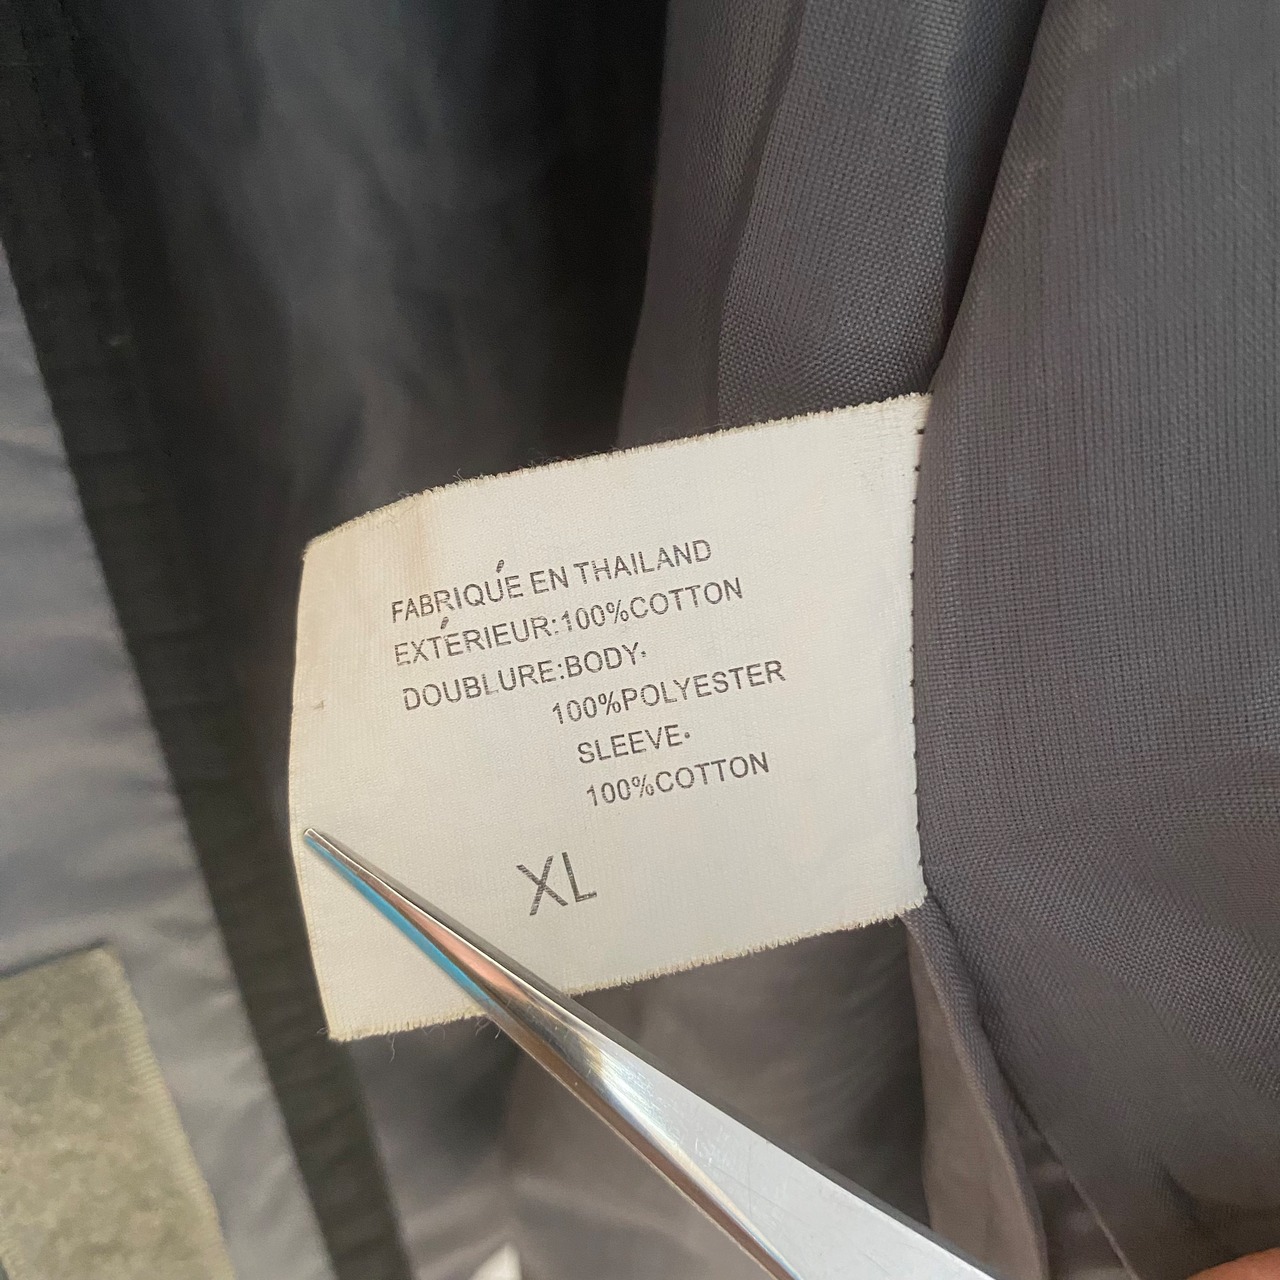 FABRIQUÉ EN THAILAND
EXTÉRIEUR:100%COTTON
DOUBLURE:BODY·
100%POLYESTER
SLEEVE·
100%COTTON
XL